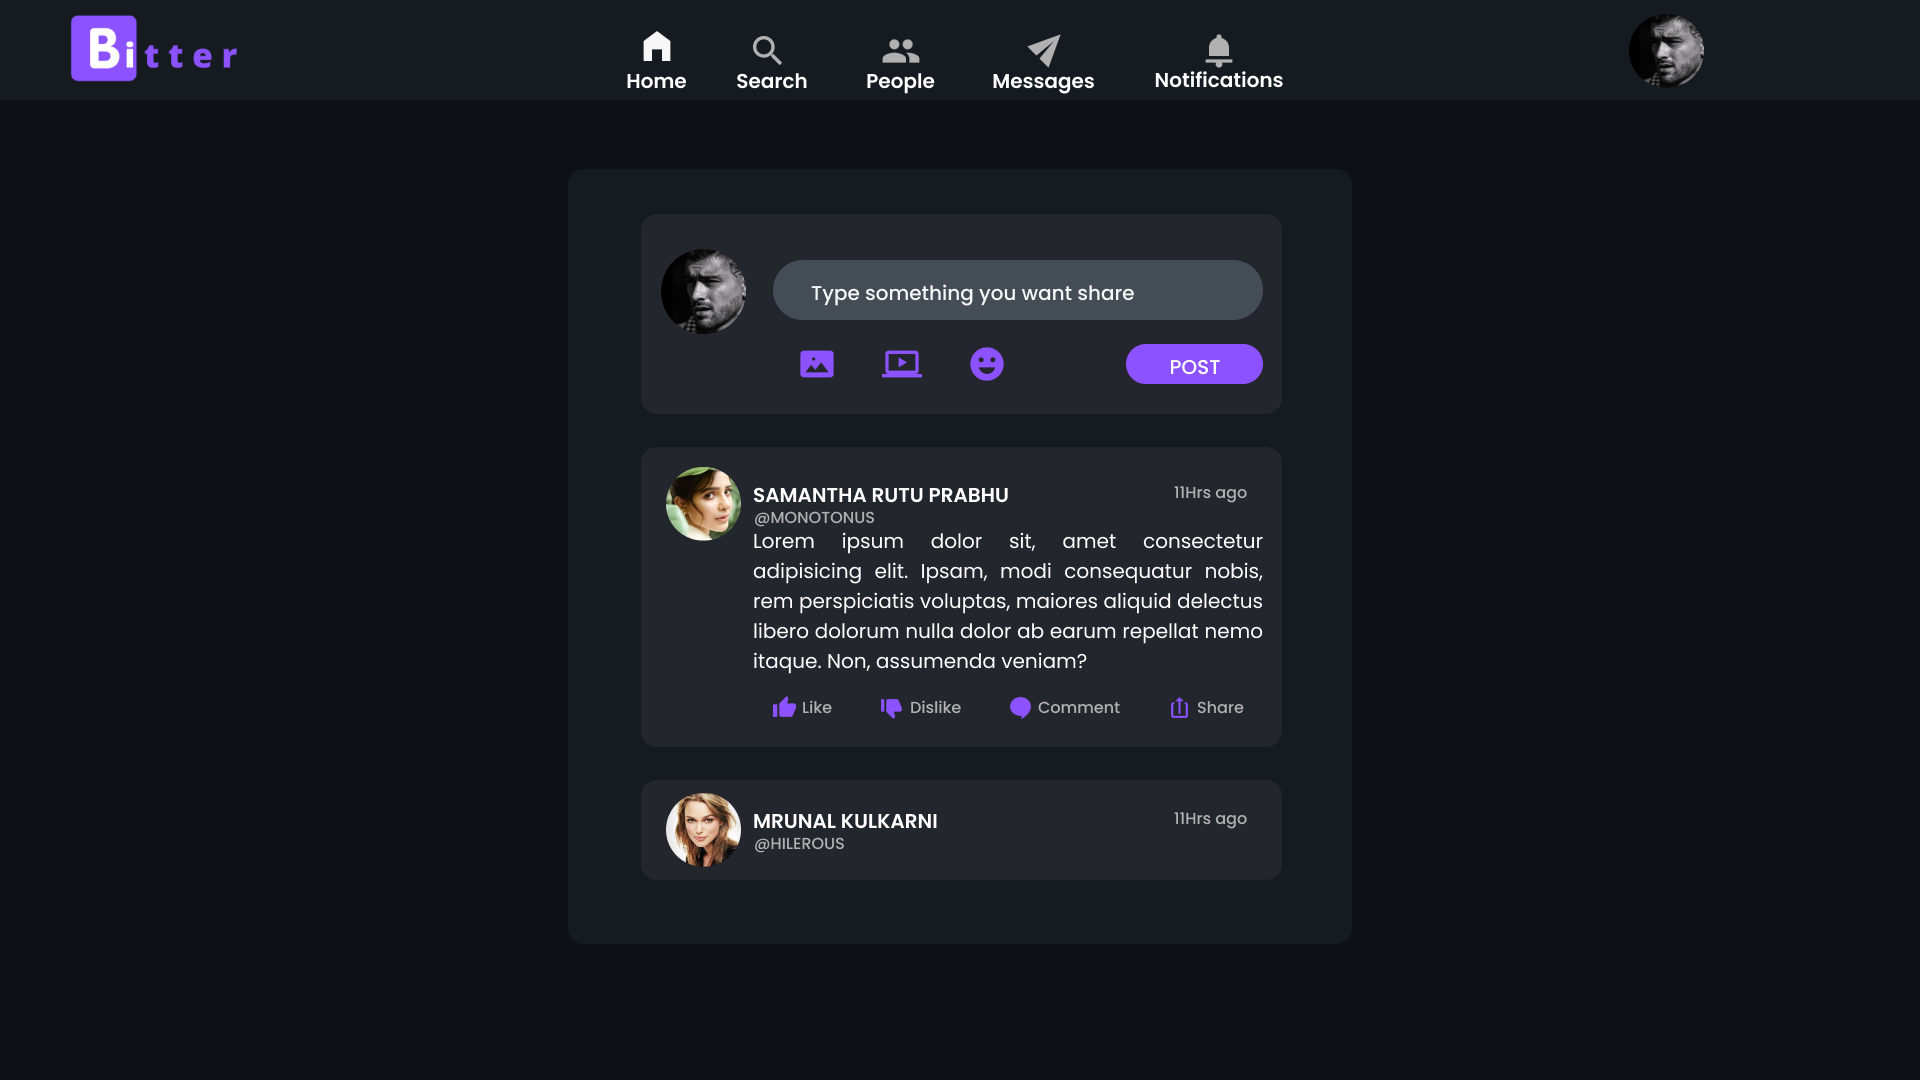 Bitter
Home Search People Messages Notifications
Type something you want share
POST
SAMANTHA RUTU PRABHU 11Hrs ago
@MONOTONUS
Lorem ipsum dolor sit, amet consectetur
adipisicing elit. Ipsam, modi consequatur nobis,
rem perspiciatis voluptas, maiores aliquid delectus
libero dolorum nulla dolor ab earum repellat nemo
itaque. Non, assumenda veniam?
Like Dislike Comment Share
MRUNAL KULKARNI 11Hrs ago
@HILEROUS